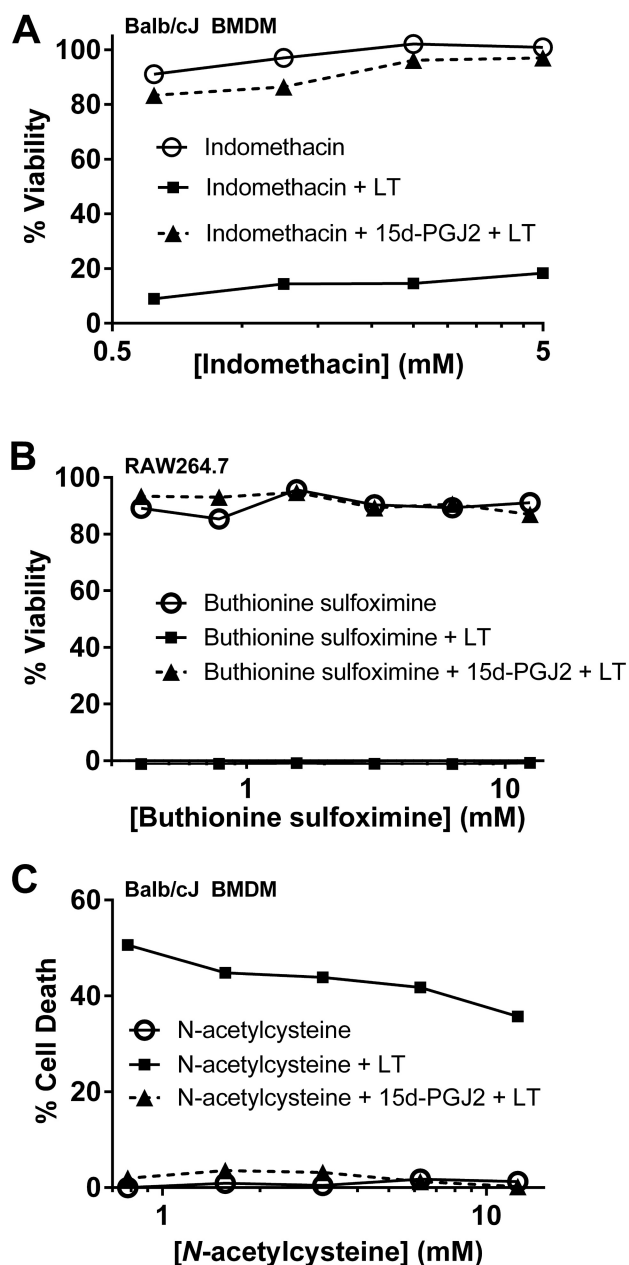 A
Balb/cJ BMDM
100
80
60
40
20
0
% Viability
Indomethacin
Indomethacin + LT
Indomethacin + 15d-PGJ2 + LT
0.5
5
[Indomethacin] (mM)
B
RAW264.7
100
80
60
40
20
0
% Viability
Buthionine sulfoximine
Buthionine sulfoximine + LT
Buthionine sulfoximine + 15d-PGJ2 + LT
1
10
[Buthionine sulfoximine] (mM)
C
Balb/cJ BMDM
60
40
20
0
% Cell Death
N-acetylcysteine
N-acetylcysteine + LT
N-acetylcysteine + 15d-PGJ2 + LT
1
10
[N-acetylcysteine] (mM)